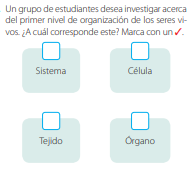 Un grupo de estudiantes desea investigar acerca
del primer nivel de organización de los seres vi-
vos. ¿A cuál corresponde este? Marca con un ✓.
Sistema
Célula
Tejido
Órgano